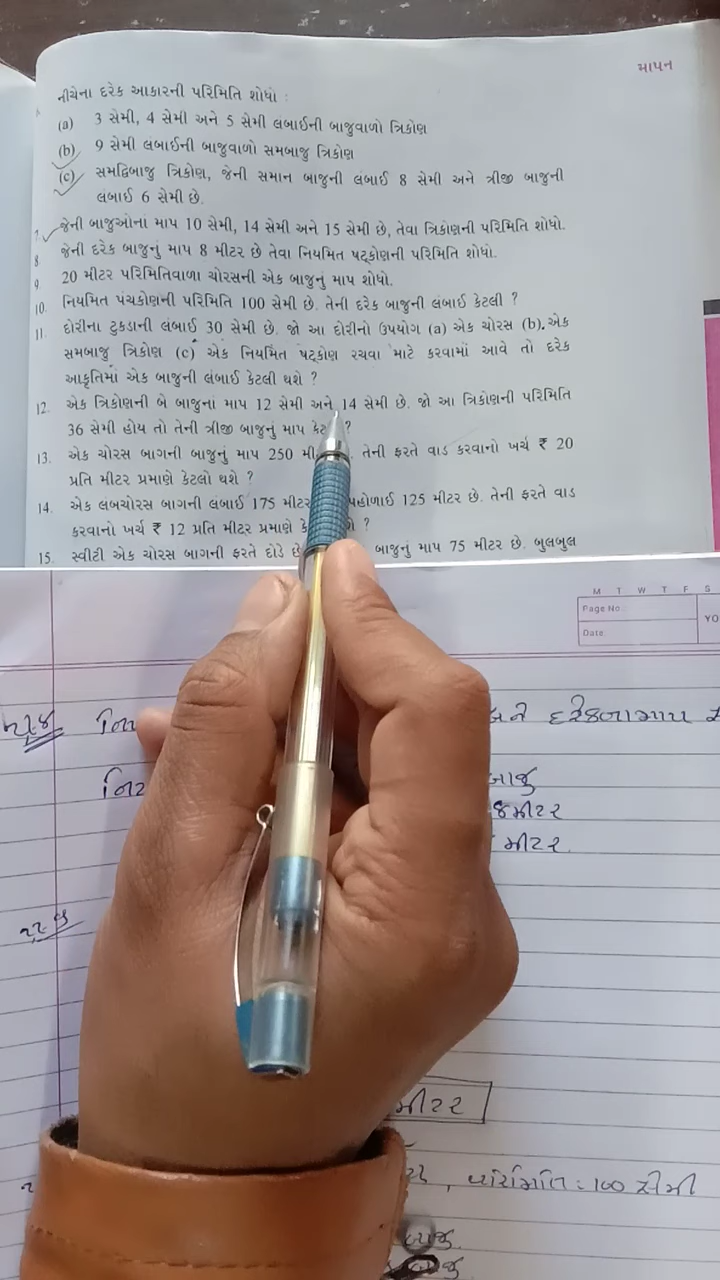 માપન
નીચેના દરેક આકારની પરિમિતિ શોધો :
(a) 3 સેમી, 4 સેમી અને 5 સેમી લંબાઈની બાજુવાળો ત્રિકોણ
(b) 9 સેમી લંબાઈની બાજુવાળો સમબાજુ ત્રિકોણ
(c) સમદ્વિબાજુ ત્રિકોણ, જેની સમાન બાજુની લંબાઈ 8 સેમી અને ત્રીજી બાજુની
લંબાઈ 6 સેમી છે.
7. જેની બાજુઓનાં માપ 10 સેમી, 14 સેમી અને 15 સેમી છે, તેવા ત્રિકોણની પરિમિતિ શોધો.
8. જેની દરેક બાજુનું માપ 8 મીટર છે તેવા નિયમિત ષટ્કોણની પરિમિતિ શોધો.
9. 20 મીટર પરિમિતિવાળા ચોરસની એક બાજુનું માપ શોધો.
10. નિયમિત પંચકોણની પરિમિતિ 100 સેમી છે. તેની દરેક બાજુની લંબાઈ કેટલી ?
11. દોરીના ટુકડાની લંબાઈ 30 સેમી છે. જો આ દોરીનો ઉપયોગ (a) એક ચોરસ (b) એક
સમબાજુ ત્રિકોણ (c) એક નિયમિત ષટ્કોણ રચવા માટે કરવામાં આવે તો દરેક
આકૃતિમાં એક બાજુની લંબાઈ કેટલી થશે ?
12. એક ત્રિકોણની બે બાજુનાં માપ 12 સેમી અને 14 સેમી છે. જો આ ત્રિકોણની પરિમિતિ
36 સેમી હોય તો તેની ત્રીજી બાજુનું માપ ?
13. એક ચોરસ બાગની બાજુનું માપ 250 તેની ફરતે વાડ કરવાનો ખર્ચ ₹ 20
પ્રતિ મીટર પ્રમાણે કેટલો થશે ?
14. એક લંબચોરસ બાગની લંબાઈ 175 મીટર પહોળાઈ 125 મીટર છે. તેની ફરતે વાડ
કરવાનો ખર્ચ ₹ 12 પ્રતિ મીટર પ્રમાણે ?
15. સ્વીટી એક ચોરસ બાગની ફરતે દોડે છે બાજુનું માપ 75 મીટર છે. બુલબુલ
M T W T F S
Page No
YO
Date
બાજુ
મીટર
મીટર
મીટર
, પરિમિતિ = 100 સેમી
બાજુ
બાજુ